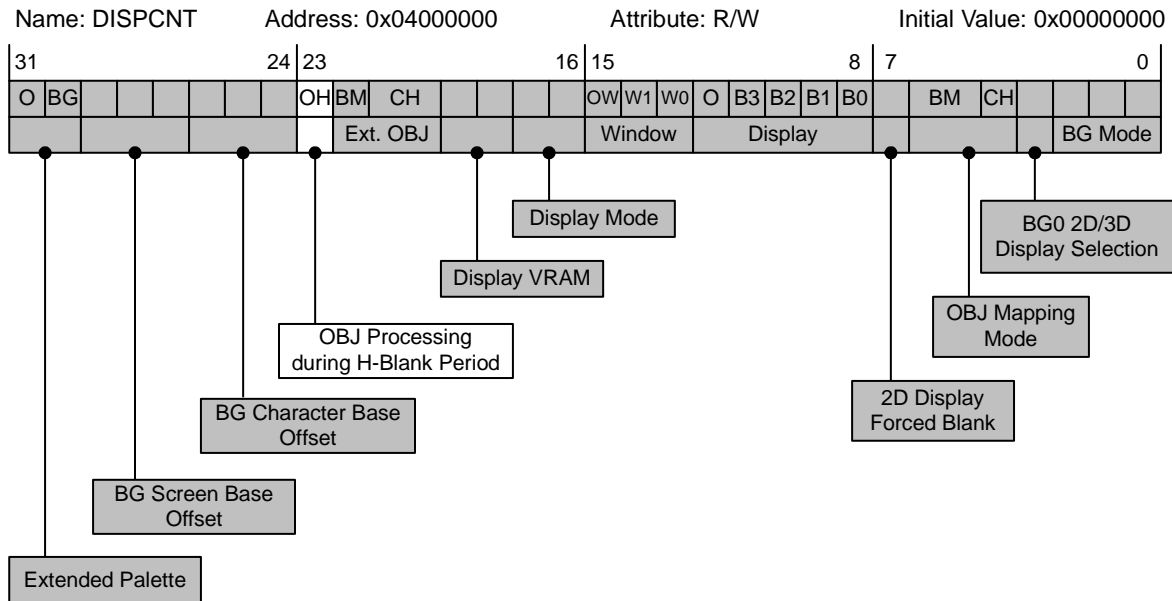 Name: DISPCNT Address: 0x04000000 Attribute: R/W Initial Value: 0x00000000
31 24 23 16 15 8 7 0
O BG OH BM CH OW W1 W0 O B3 B2 B1 B0 BM CH
Ext. OBJ Window Display BG Mode
Display Mode
BG0 2D/3D
Display Selection
Display VRAM
OBJ Mapping
Mode
OBJ Processing
during H-Blank Period
2D Display
Forced Blank
BG Character Base
Offset
BG Screen Base
Offset
Extended Palette